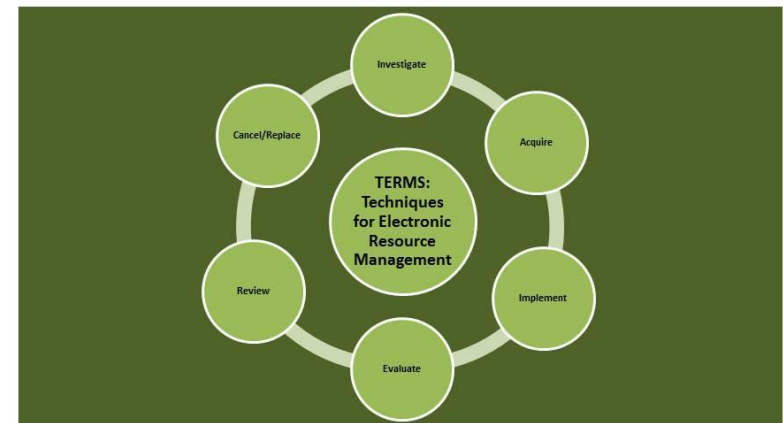 Investigate
Acquire
Implement
Evaluate
Review
Cancel/Replace
TERMS:
Techniques
for Electronic
Resource
Management